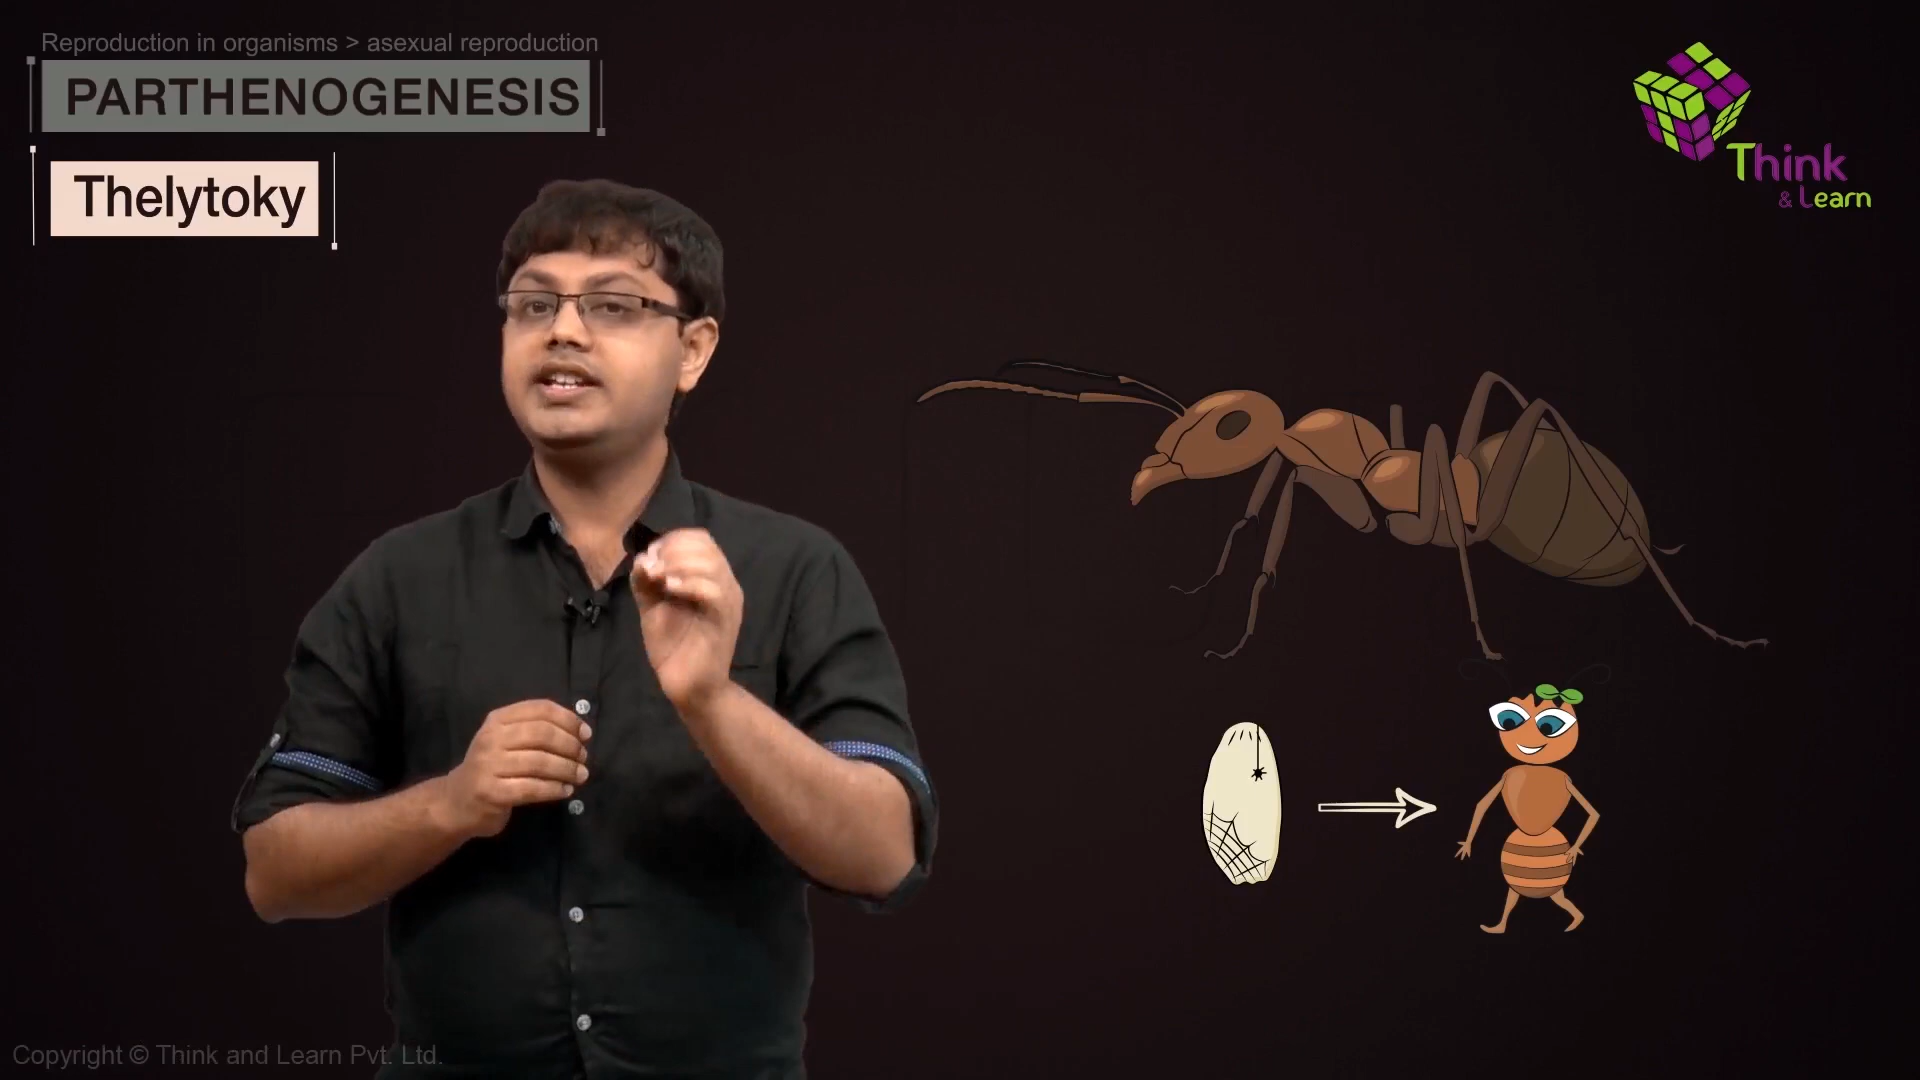 Reproduction in organisms > asexual reproduction
PARTHENOGENESIS
Thelytoky
Think
& Learn
Copyright © Think and Learn Pvt. Ltd.